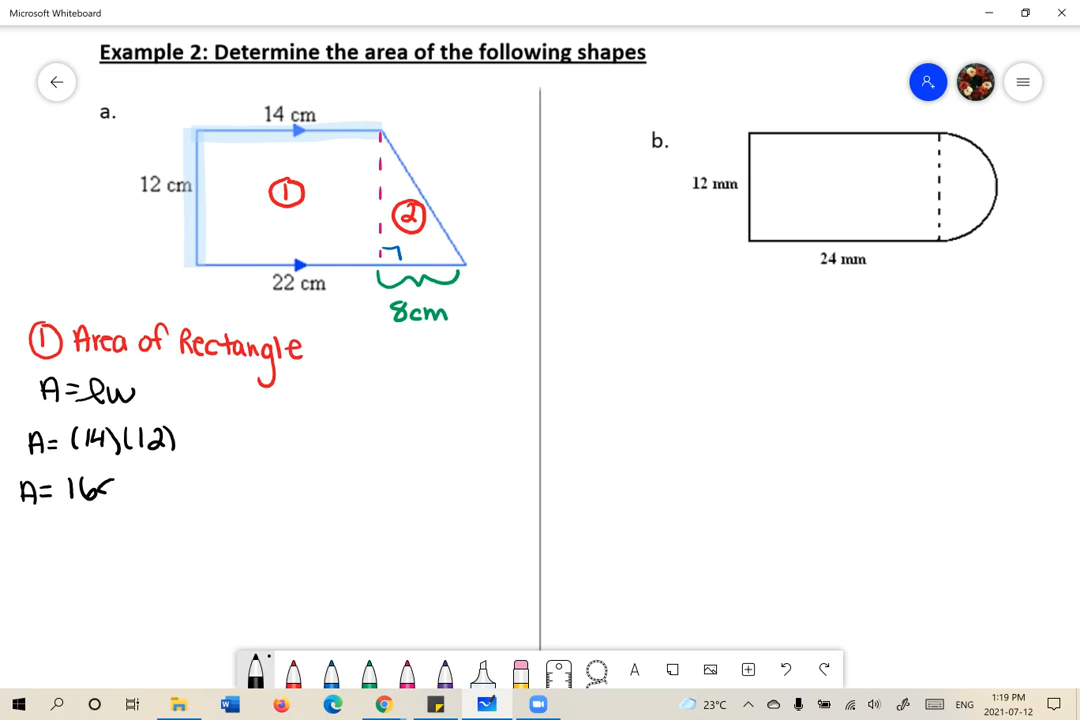 Microsoft Whiteboard
Example 2: Determine the area of the following shapes
a.
14 cm
12 cm
1
2
22 cm
8cm
① Area of Rectangle
A = lw
A = (14)(12)
A = 16
b.
12 mm
24 mm
A
W
23°C
ENG
1:19 PM
2021-07-12